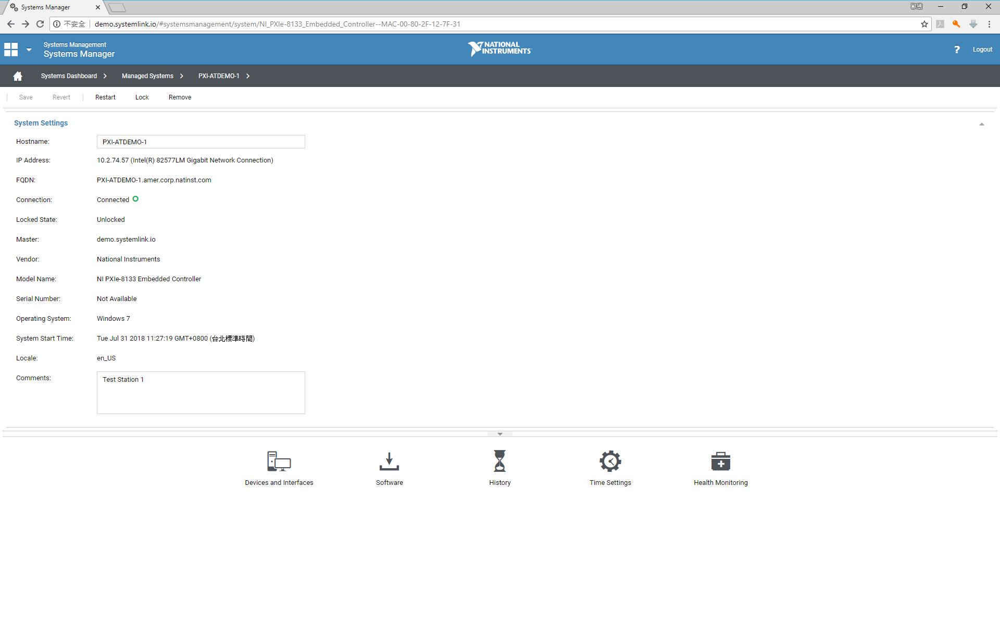 Systems Manager
歐透
不安全
demo.systemlink.io/#systemsmanagement/system/NI_PXIe-8133_Embedded_Controller--MAC-00-80-2F-12-7F-31
Systems Management
Systems Manager
NATIONAL
INSTRUMENTS
?
Logout
Systems Dashboard
Managed Systems
PXI-ATDEMO-1
Save
Revert
Restart
Lock
Remove
System Settings
Hostname:
PXI-ATDEMO-1
IP Address:
10.2.74.57 (Intel(R) 82577LM Gigabit Network Connection)
FQDN:
PXI-ATDEMO-1.amer.corp.natinst.com
Connection:
Connected
Locked State:
Unlocked
Master:
demo.systemlink.io
Vendor:
National Instruments
Model Name:
NI PXIe-8133 Embedded Controller
Serial Number:
Not Available
Operating System:
Windows 7
System Start Time:
Tue Jul 31 2018 11:27:19 GMT+0800 (台北標準時間)
Locale:
en_US
Comments:
Test Station 1
Devices and Interfaces
Software
History
Time Settings
Health Monitoring